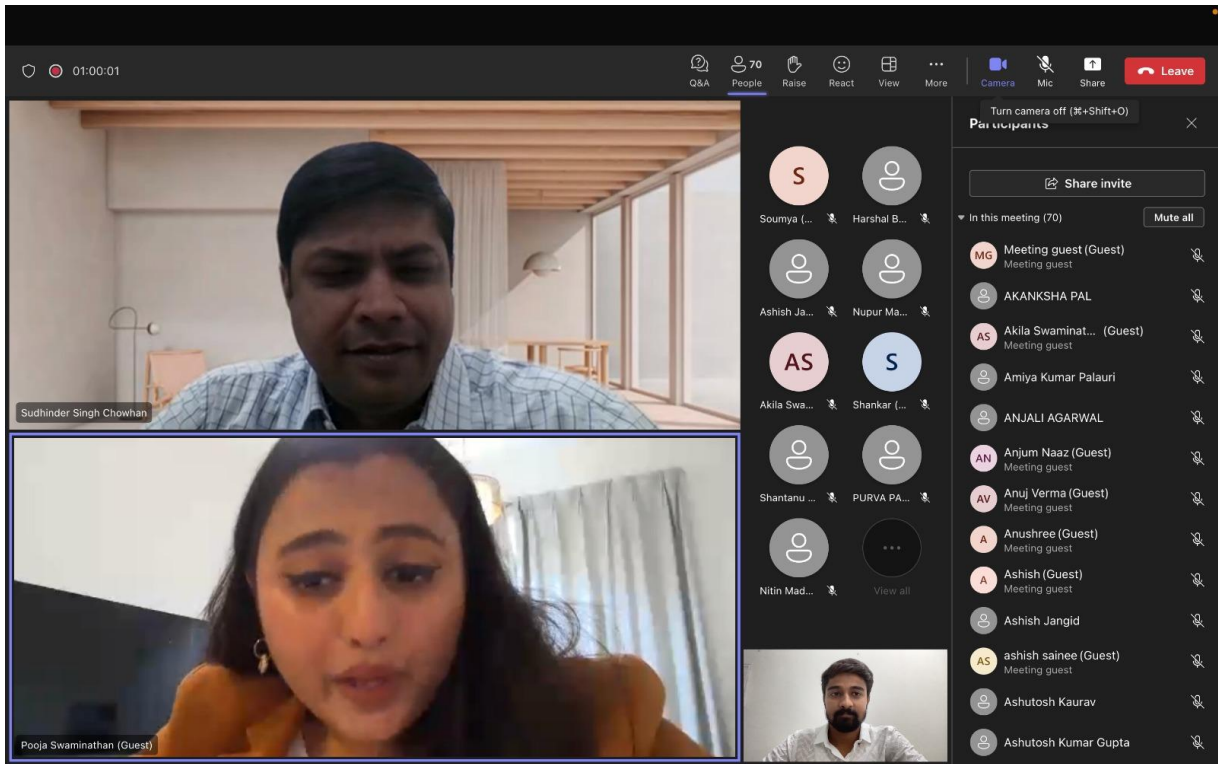 01:00:01
Q&A
70
People
Raise
React
View
More
Camera
Mic
Share
Leave
Turn camera off (⌘+Shift+O)
Participants
Share invite
In this meeting (70)
Mute all
Sudhinder Singh Chowhan
Pooja Swaminathan (Guest)
S
Soumya (...
Harshal B...
Ashish Ja...
Nupur Ma...
AS
Akila Swa...
S
Shankar (...
Shantanu ...
PURVA PA...
Nitin Mad...
View all
MG
Meeting guest (Guest)
Meeting guest
AKANKSHA PAL
AS
Akila Swaminat... (Guest)
Meeting guest
Amiya Kumar Palauri
ANJALI AGARWAL
AN
Anjum Naaz (Guest)
Meeting guest
AV
Anuj Verma (Guest)
Meeting guest
A
Anushree (Guest)
Meeting guest
A
Ashish (Guest)
Meeting guest
Ashish Jangid
AS
ashish sainee (Guest)
Meeting guest
Ashutosh Kaurav
Ashutosh Kumar Gupta